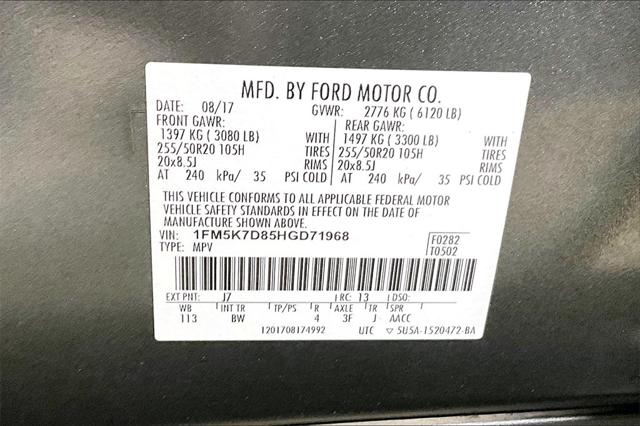 MFD. BY FORD MOTOR CO.
DATE: 08/17 GVWR: 2776 KG ( 6120 LB)
FRONT GAWR: REAR GAWR:
1397 KG ( 3080 LB) WITH 1497 KG ( 3300 LB) WITH
255/50R20 105H TIRES 255/50R20 105H TIRES
20x8.5J RIMS 20x8.5J RIMS
AT 240 kPa/ 35 PSI COLD AT 240 kPa/ 35 PSI COLD
THIS VEHICLE CONFORMS TO ALL APPLICABLE FEDERAL MOTOR
VEHICLE SAFETY STANDARDS IN EFFECT ON THE DATE OF
MANUFACTURE SHOWN ABOVE.
VIN: 1FM5K7D85HGD71968 F0282
TYPE: MPV T0502
EXT PNT: J7 RC: 13 DSO:
WB INT TR TP/PS R AXLE TR SPR
113 BW 4 3F J AACC
1201708174992 UTC ▽ 5U5A-1520472-BA